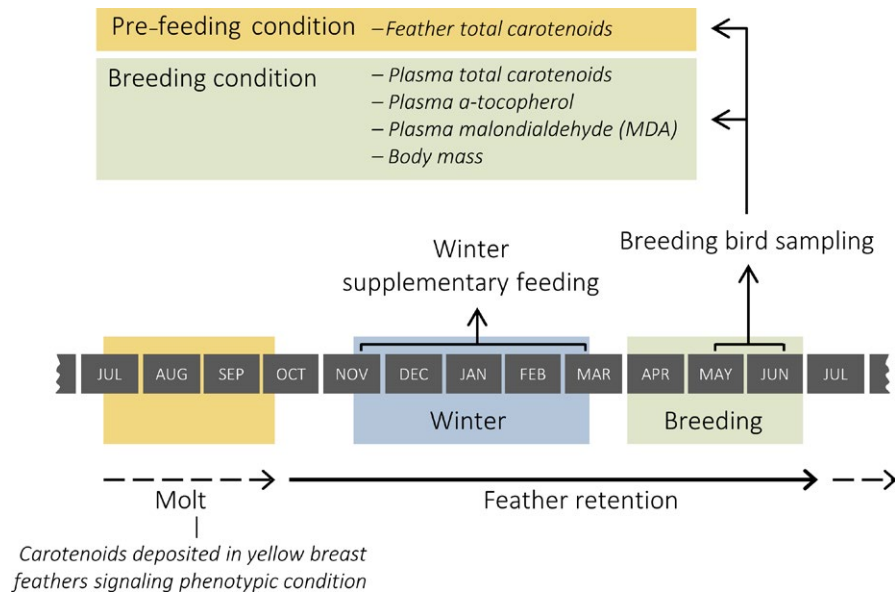 Pre-feeding condition – Feather total carotenoids
Breeding condition – Plasma total carotenoids
– Plasma a-tocopherol
– Plasma malondialdehyde (MDA)
– Body mass
Winter
supplementary feeding
Breeding bird sampling
JUL AUG SEP OCT NOV DEC JAN FEB MAR APR MAY JUN JUL
Winter
Breeding
Molt
Feather retention
Carotenoids deposited in yellow breast
feathers signaling phenotypic condition